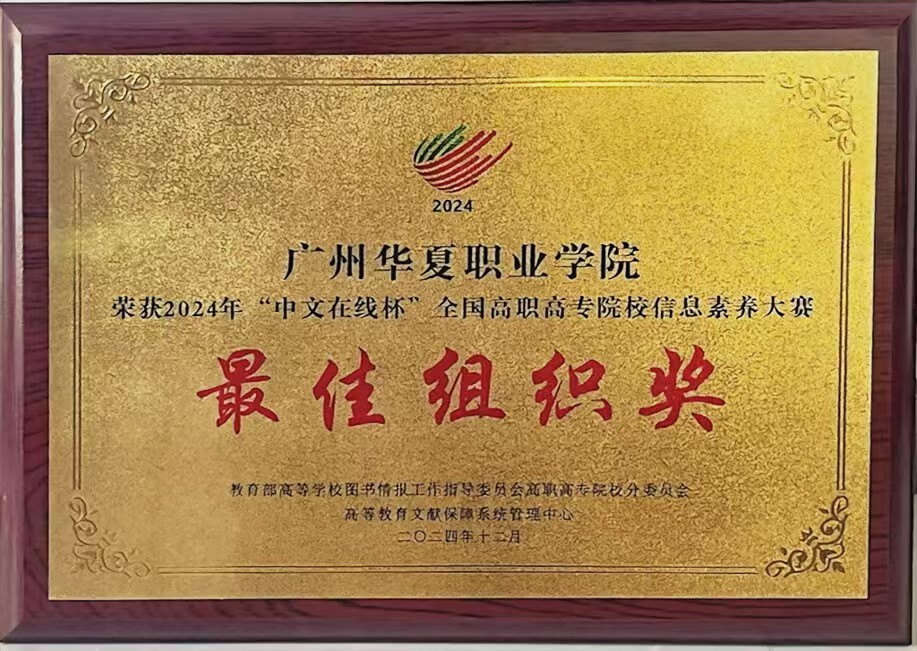 2024
广州华夏职业学院
荣获2024年“中文在线杯”全国高职高专院校信息素养大赛
最佳组织奖
教育部高等学校图书情报工作指导委员会高职高专院校分委员会
高等教育文献保障系统管理中心
二〇二四年十二月